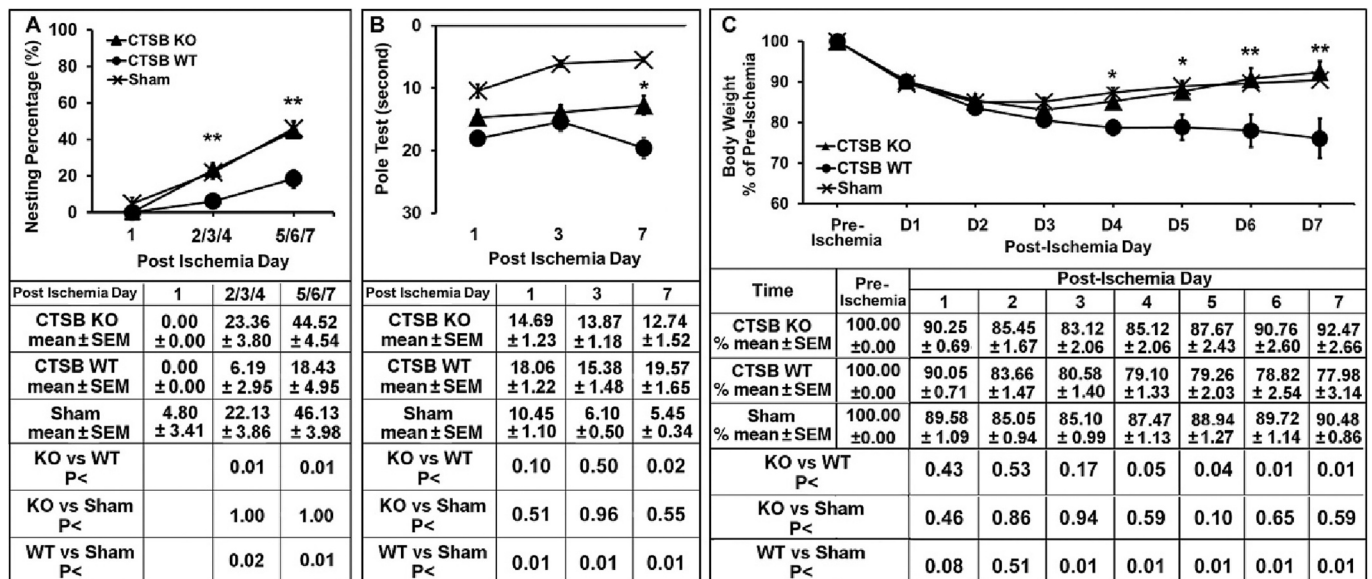 A
Nesting Percentage (%)
100
80
60
40
20
0
CTSB KO
CTSB WT
Sham
**
**
1 2/3/4 5/6/7
Post Ischemia Day
Post Ischemia Day 1 2/3/4 5/6/7
CTSB KO mean ± SEM 0.00 ± 0.00 23.36 ± 3.80 44.52 ± 4.54
CTSB WT mean ± SEM 0.00 ± 0.00 6.19 ± 2.95 18.43 ± 4.95
Sham mean ± SEM 4.80 ± 3.41 22.13 ± 3.86 46.13 ± 3.98
KO vs WT P< 0.01 0.01
KO vs Sham P< 1.00 1.00
WT vs Sham P< 0.02 0.01
B
Pole Test (second)
0
10
20
30
*
1 3 7
Post Ischemia Day
Post Ischemia Day 1 3 7
CTSB KO mean ± SEM 14.69 ± 1.23 13.87 ± 1.18 12.74 ± 1.52
CTSB WT mean ± SEM 18.06 ± 1.22 15.38 ± 1.48 19.57 ± 1.65
Sham mean ± SEM 10.45 ± 1.10 6.10 ± 0.50 5.45 ± 0.34
KO vs WT P< 0.10 0.50 0.02
KO vs Sham P< 0.51 0.96 0.55
WT vs Sham P< 0.01 0.01 0.01
C
Body Weight
% of Pre-Ischemia
100
90
80
70
60
* * ** **
CTSB KO
CTSB WT
Sham
Pre-Ischemia D1 D2 D3 D4 D5 D6 D7
Post-Ischemia Day
Time Pre-Ischemia Post-Ischemia Day
1 2 3 4 5 6 7
CTSB KO % mean ± SEM 100.00 ±0.00 90.25 ± 0.69 85.45 ± 1.67 83.12 ± 2.06 85.12 ± 2.06 87.67 ± 2.43 90.76 ± 2.60 92.47 ± 2.66
CTSB WT % mean ± SEM 100.00 ±0.00 90.05 ± 0.71 83.66 ± 1.47 80.58 ± 1.40 79.10 ± 1.33 79.26 ± 2.03 78.82 ± 2.54 77.98 ± 3.14
Sham % mean ± SEM 100.00 ±0.00 89.58 ± 1.09 85.05 ± 0.94 85.10 ± 0.99 87.47 ± 1.13 88.94 ± 1.27 89.72 ± 1.14 90.48 ± 0.86
KO vs WT P< 0.43 0.53 0.17 0.05 0.04 0.01 0.01
KO vs Sham P< 0.46 0.86 0.94 0.59 0.10 0.65 0.59
WT vs Sham P< 0.08 0.51 0.01 0.01 0.01 0.01 0.01